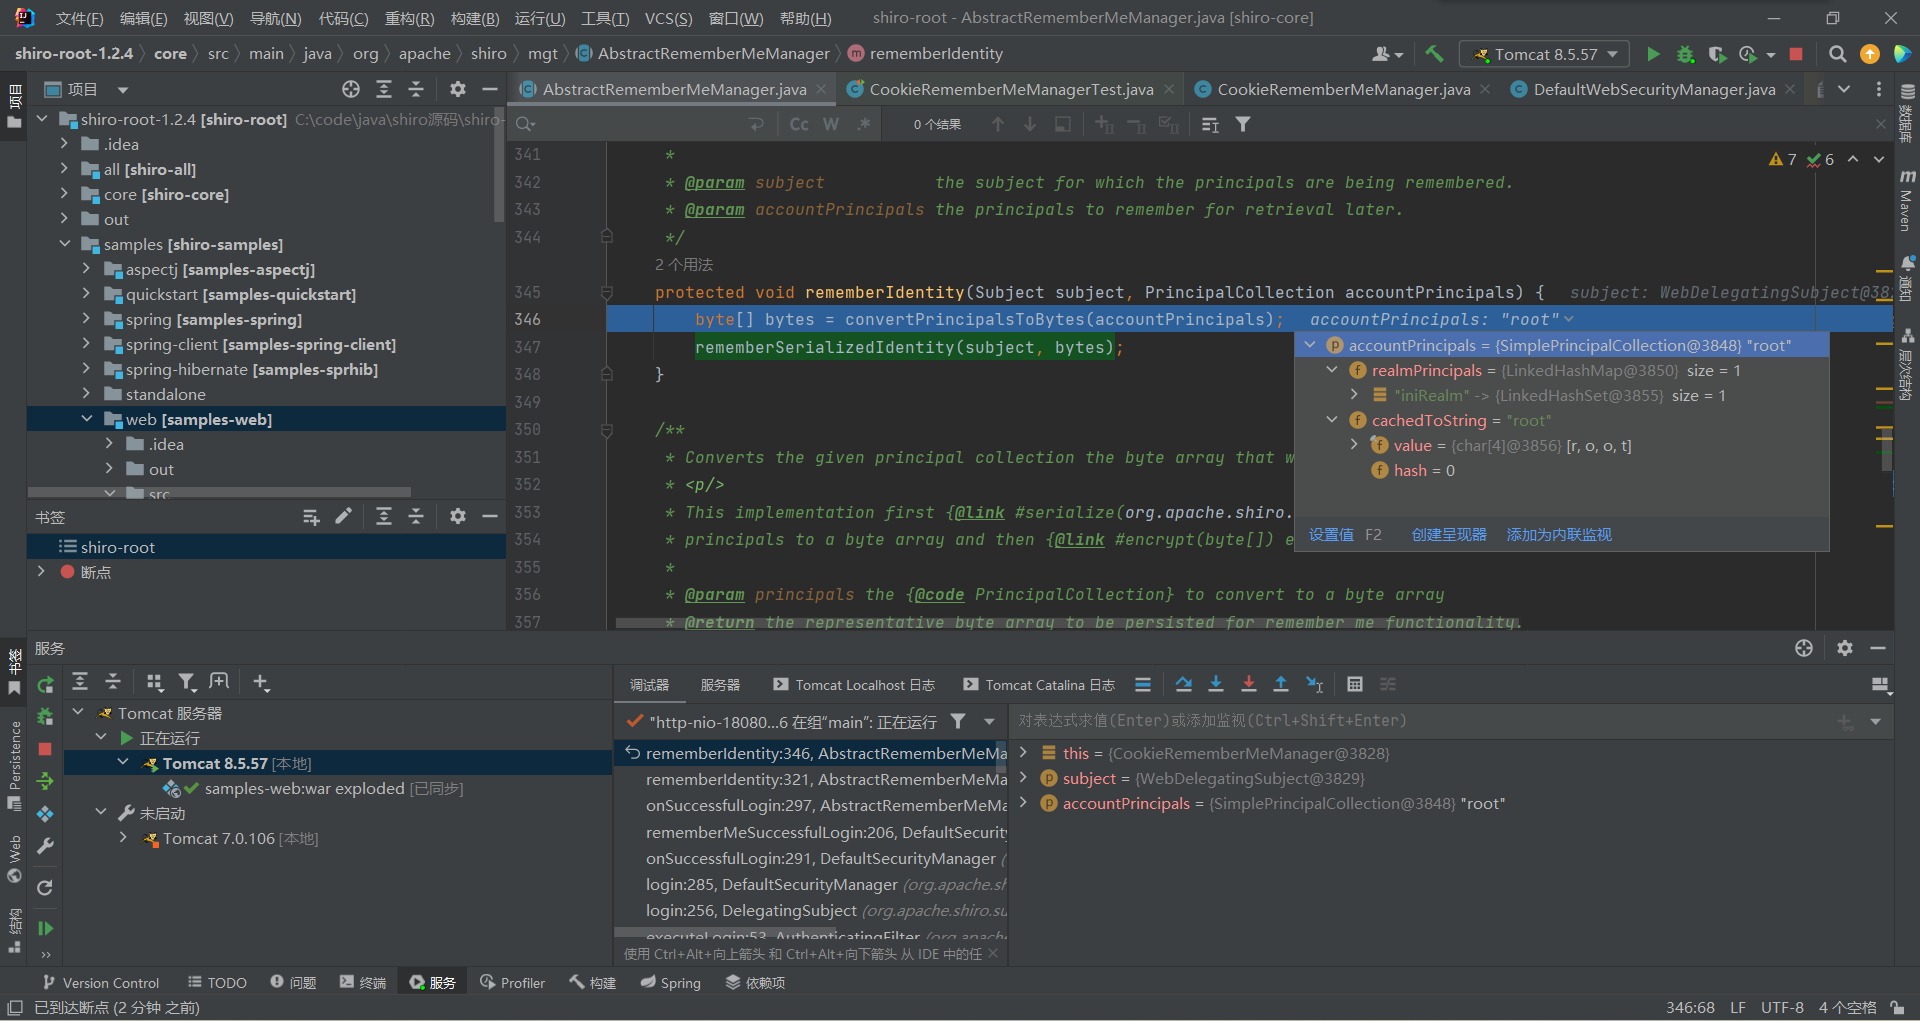 文件(F) 编辑(E) 视图(V) 导航(N) 代码(C) 重构(R) 构建(B) 运行(U) 工具(T) VCS(S) 窗口(W) 帮助(H) shiro-root - AbstractRememberMeManager.java [shiro-core]
shiro-root-1.2.4 core src main java org apache shiro mgt AbstractRememberMeManager rememberIdentity
Tomcat 8.5.57
项目
AbstractRememberMeManager.java CookieRememberMeManagerTest.java CookieRememberMeManager.java DefaultWebSecurityManager.java
Cc W .* 0 个结果
7 6
项目
shiro-root-1.2.4 [shiro-root] C:\code\java\shiro源码\shiro-
.idea
all [shiro-all]
core [shiro-core]
out
samples [shiro-samples]
aspectj [samples-aspectj]
quickstart [samples-quickstart]
spring [samples-spring]
spring-client [samples-spring-client]
spring-hibernate [samples-sprhib]
standalone
web [samples-web]
.idea
out
src
书签
shiro-root
断点
341 *
342 * @param subject the subject for which the principals are being remembered.
343 * @param accountPrincipals the principals to remember for retrieval later.
344 */
2 个用法
345 protected void rememberIdentity(Subject subject, PrincipalCollection accountPrincipals) { subject: WebDelegatingSubject@38
346 byte[] bytes = convertPrincipalsToBytes(accountPrincipals); accountPrincipals: "root"
347 rememberSerializedIdentity(subject, bytes);
348 }
349
350 /**
351 * Converts the given principal collection the byte array that w
352 * <p/>
353 * This implementation first {@link #serialize(org.apache.shiro.
354 * principals to a byte array and then {@link #encrypt(byte[]) e
355 *
356 * @param principals the {@code PrincipalCollection} to convert to a byte array
357 * @return the representative byte array to be persisted for remember me functionality.
accountPrincipals = {SimplePrincipalCollection@3848} "root"
realmPrincipals = {LinkedHashMap@3850} size = 1
"iniRealm" -> {LinkedHashSet@3855} size = 1
cachedToString = "root"
value = {char[4]@3856} [r, o, o, t]
hash = 0
设置值 F2 创建呈现器 添加为内联监视
数据库
m Maven
通知
层次结构
书签
Persistence
Web
结构
服务
Tomcat 服务器
正在运行
Tomcat 8.5.57 [本地]
samples-web:war exploded [已同步]
未启动
Tomcat 7.0.106 [本地]
调试器 服务器 Tomcat Localhost 日志 Tomcat Catalina 日志
"http-nio-18080...6 在组"main": 正在运行
rememberIdentity:346, AbstractRememberMeMa
rememberIdentity:321, AbstractRememberMeMa
onSuccessfulLogin:297, AbstractRememberMeMa
rememberMeSuccessfulLogin:206, DefaultSecurity
onSuccessfulLogin:291, DefaultSecurityManager (
login:285, DefaultSecurityManager (org.apache.sh
login:256, DelegatingSubject (org.apache.shiro.su
executeLogin:53, AuthenticatingFilter (org.apache
使用 Ctrl+Alt+向上箭头 和 Ctrl+Alt+向下箭头 从 IDE 中的任
对表达式求值(Enter)或添加监视(Ctrl+Shift+Enter)
this = {CookieRememberMeManager@3828}
subject = {WebDelegatingSubject@3829}
accountPrincipals = {SimplePrincipalCollection@3848} "root"
Version Control TODO 问题 终端 服务 Profiler 构建 Spring 依赖项
已到达断点 (2 分钟 之前) 346:68 LF UTF-8 4 个空格